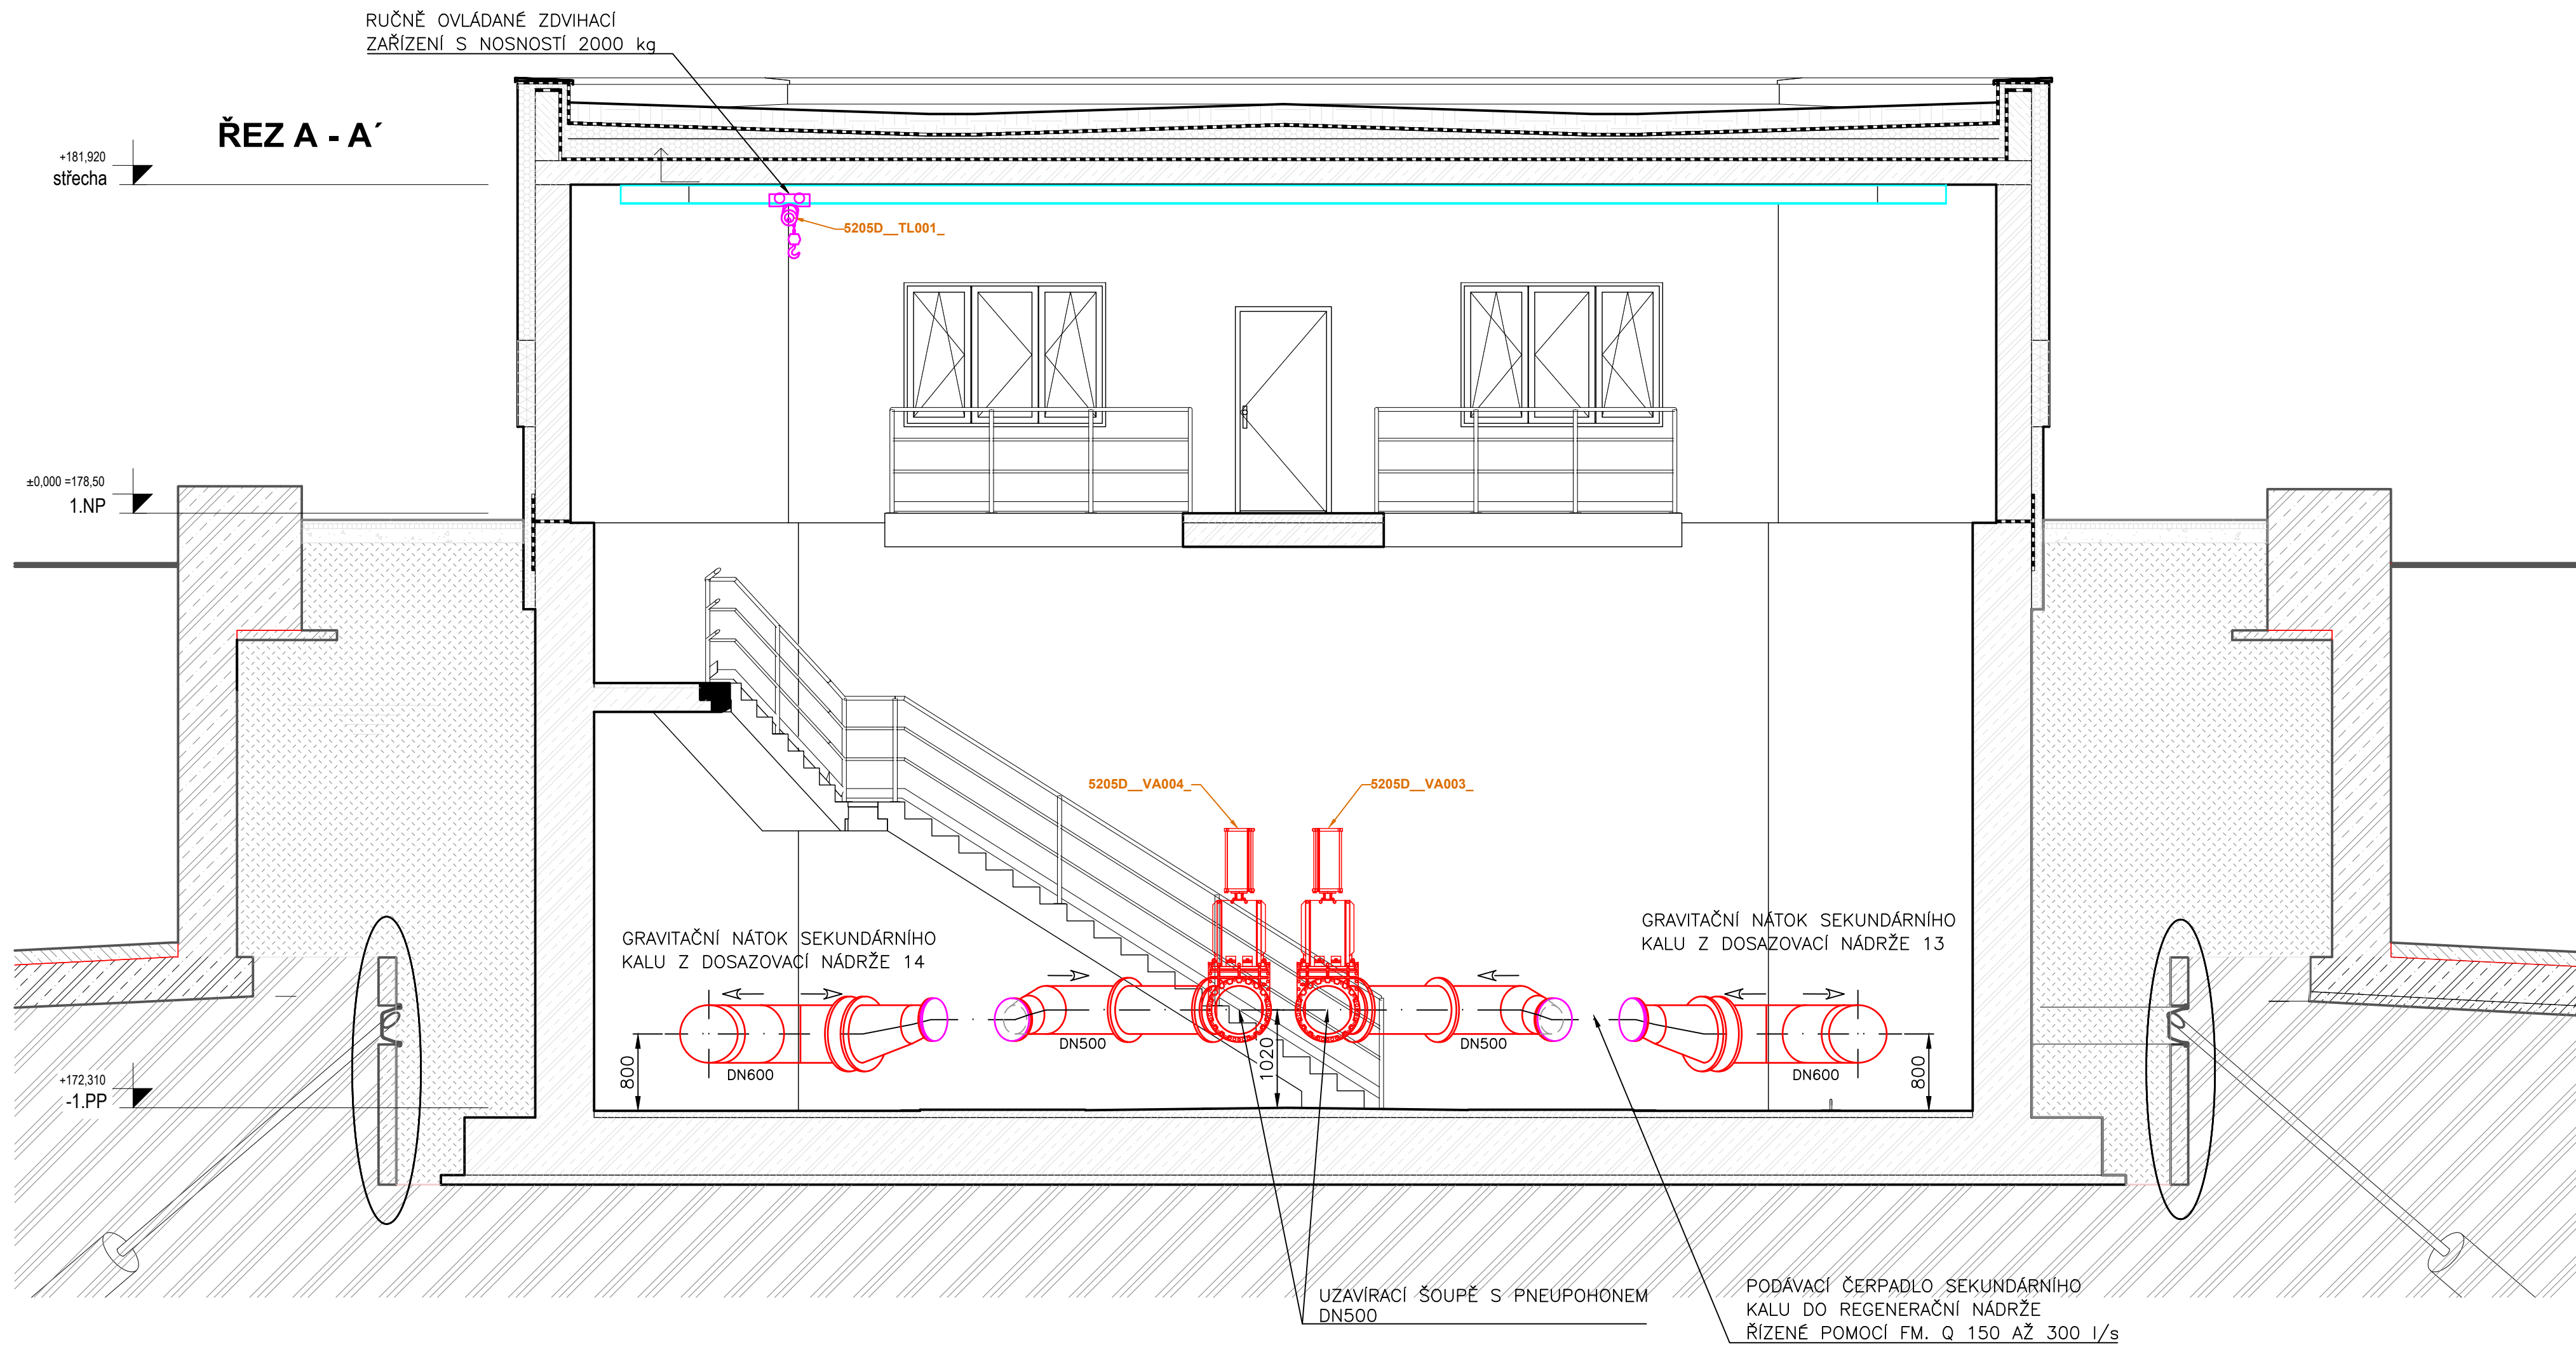 RUČNĚ OVLÁDANÉ ZDVIHACÍ
ZAŘÍZENÍ S NOSNOSTÍ 2000 kg
ŘEZ A - A´
+181,920
střecha
5205D__TL001_
±0,000 =178,50
1.NP
5205D__VA004_
5205D__VA003_
GRAVITAČNÍ NÁTOK SEKUNDÁRNÍHO
KALU Z DOSAZOVACÍ NÁDRŽE 14
GRAVITAČNÍ NÁTOK SEKUNDÁRNÍHO
KALU Z DOSAZOVACÍ NÁDRŽE 13
DN500
DN500
DN600
DN600
800
1020
800
+172,310
-1.PP
UZAVÍRACÍ ŠOUPĚ S PNEUPOHONEM
DN500
PODÁVACÍ ČERPADLO SEKUNDÁRNÍHO
KALU DO REGENERAČNÍ NÁDRŽE
ŘÍZENÉ POMOCÍ FM. Q 150 AŽ 300 l/s